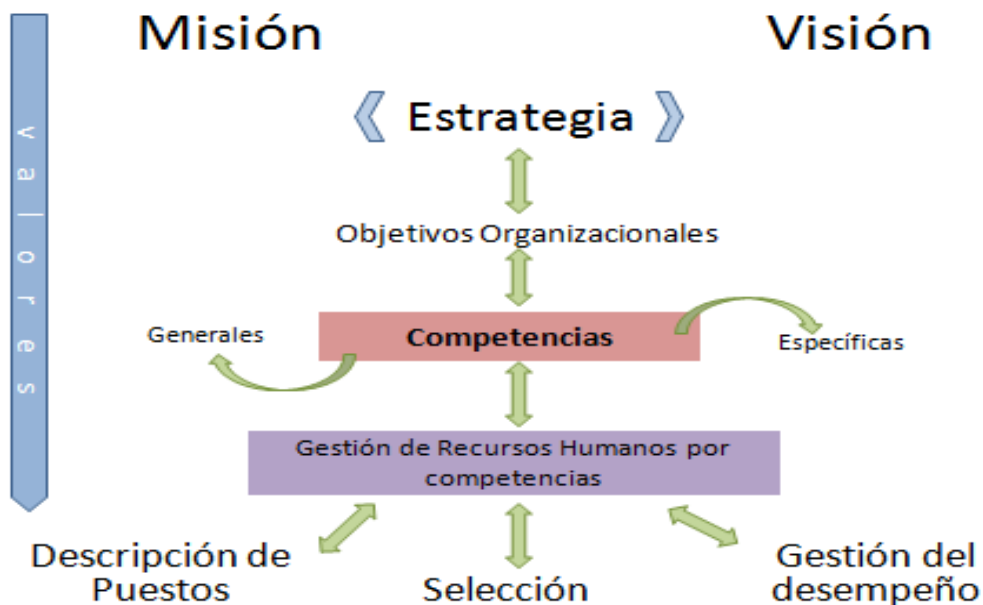 Misión
Visión
Estrategia
valores
Objetivos Organizacionales
Generales
Competencias
Específicas
Gestión de Recursos Humanos por
competencias
Descripción de
Puestos
Selección
Gestión del
desempeño